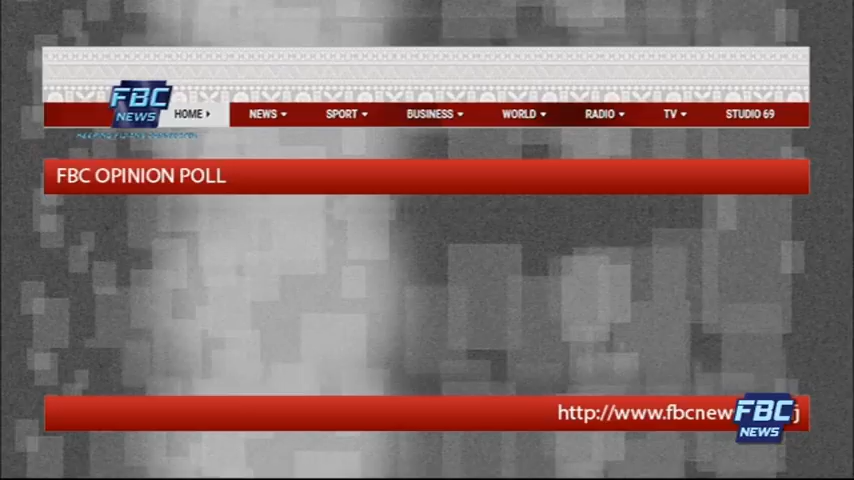 FBC
NEWS
HOME NEWS SPORT BUSINESS WORLD RADIO TV STUDIO 69
FBC OPINION POLL
http://www.fbcnew
FBC
NEWS